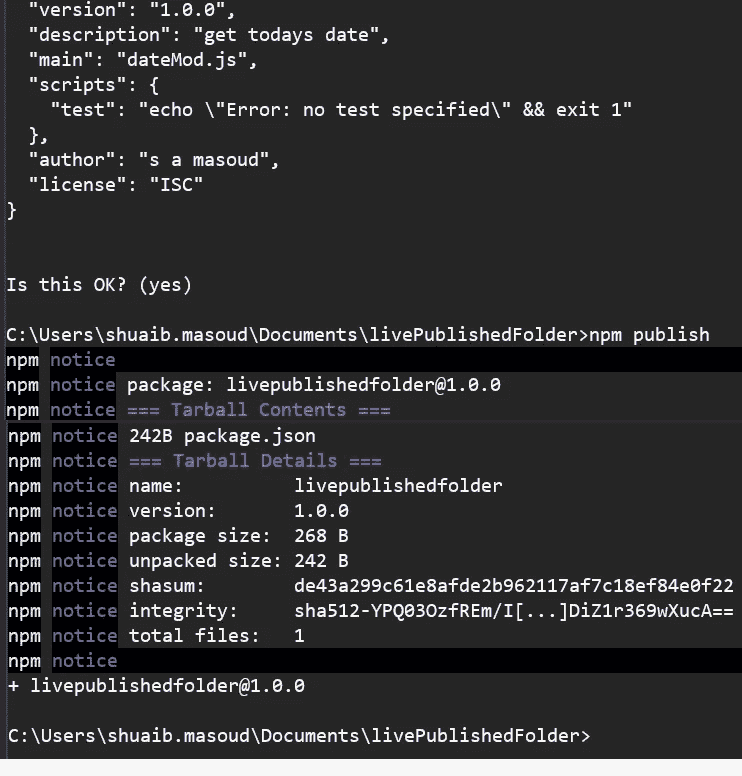 "version": "1.0.0",
"description": "get todays date",
"main": "dateMod.js",
"scripts": {
"test": "echo \"Error: no test specified\" && exit 1"
},
"author": "s a masoud",
"license": "ISC"
}
Is this OK? (yes)
C:\Users\shuaib.masoud\Documents\livePublishedFolder>npm publish
npm notice
npm notice package: livepublishedfolder@1.0.0
npm notice === Tarball Contents ===
npm notice 242B package.json
npm notice === Tarball Details ===
npm notice name: livepublishedfolder
npm notice version: 1.0.0
npm notice package size: 268 B
npm notice unpacked size: 242 B
npm notice shasum: de43a299c61e8afde2b962117af7c18ef84e0f22
npm notice integrity: sha512-YPQ03OzfREm/I[...]DiZ1r369wXucA==
npm notice total files: 1
npm notice
+ livepublishedfolder@1.0.0
C:\Users\shuaib.masoud\Documents\livePublishedFolder>